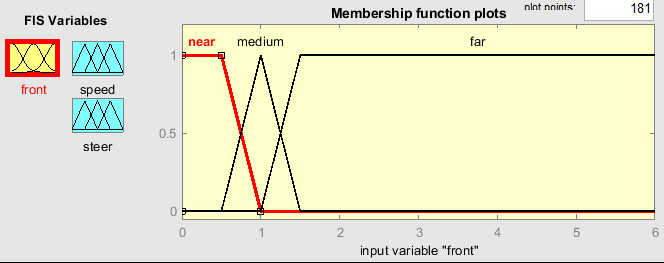 plot points: 181
FIS Variables
Membership function plots
near medium far
1
0.5
0
front
speed
steer
0 1 2 3 4 5 6
input variable "front"